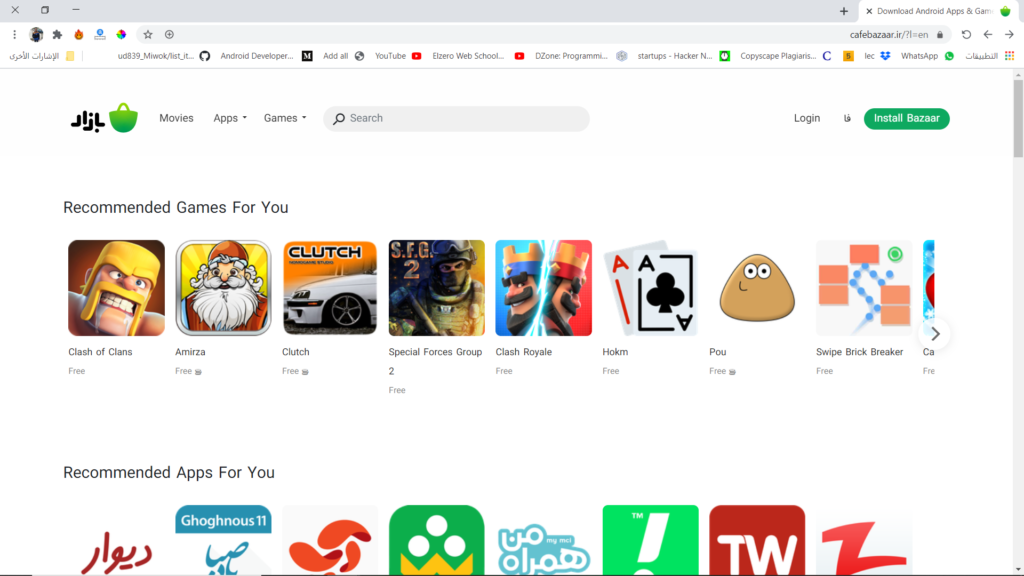 Download Android Apps & Gam
cafebazaar.ir/?l=en
الإشارات الأخرى
ud839_Miwok/list_it...
Android Developer...
Add all
YouTube
Elzero Web School...
DZone: Programmi...
startups - Hacker N...
Copyscape Plagiaris...
lec
WhatsApp
التطبيقات
بازار
Movies
Apps
Games
Search
Login
فا
Install Bazaar
Recommended Games For You
CLUTCH
S.F.G.
2
A
A
A
Clash of Clans
Amirza
Clutch
Special Forces Group
2
Clash Royale
Hokm
Pou
Swipe Brick Breaker
Ca
Free
Free
Free
Free
Free
Free
Free
Free
Fre
Recommended Apps For You
دیوار
Ghoghnous 11
صبا
همراه من
my mci
TM
TW